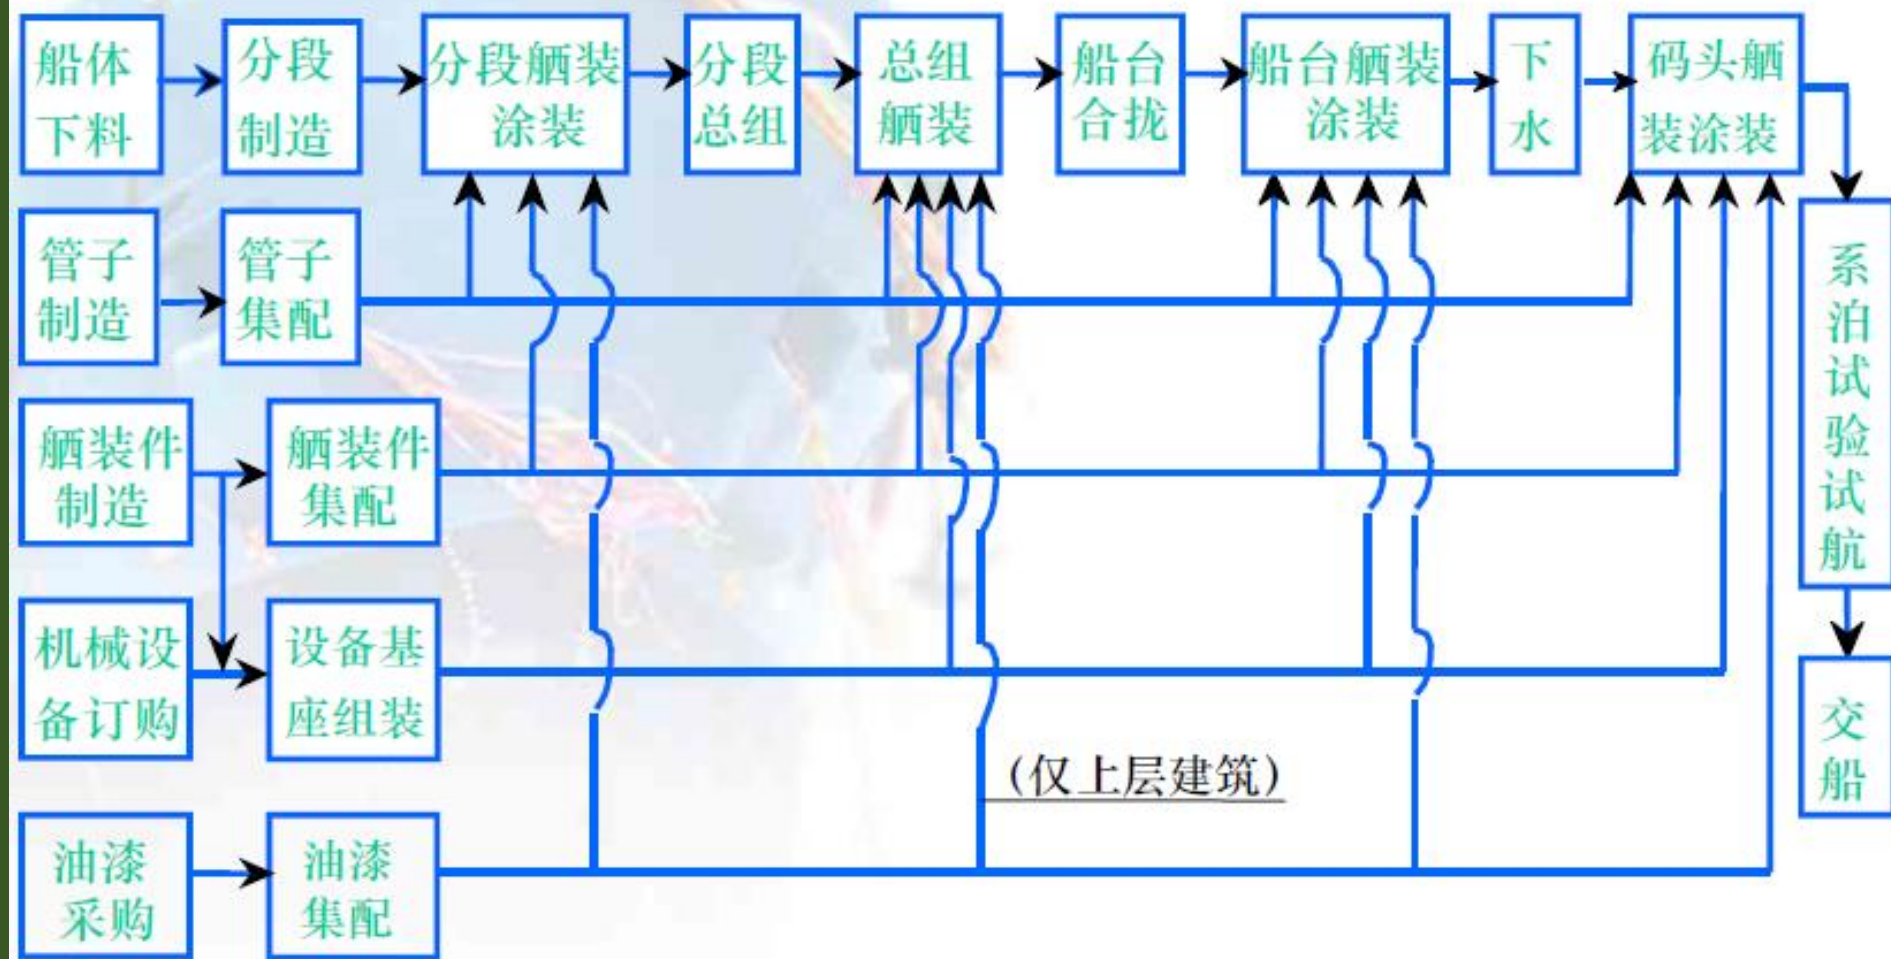 船体
下料
分段
制造
分段舾装
涂装
分段
总组
总组
舾装
船台
合拢
船台舾装
涂装
下
水
码头舾
装涂装
管子
制造
管子
集配
系
泊
试
验
试
航
舾装件
制造
舾装件
集配
机械设
备订购
设备基
座组装
交
船
(仅上层建筑)
油漆
采购
油漆
集配